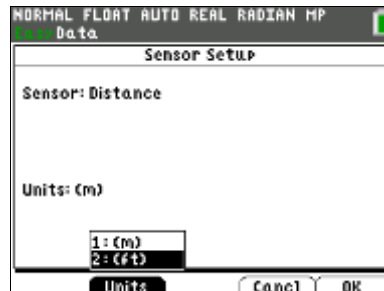 NORMAL FLOAT AUTO REAL RADIAN MP
EasyData
Sensor Setup
Sensor: Distance
Units: (m)
1: (m)
2: (ft)
Units
Cancl
OK